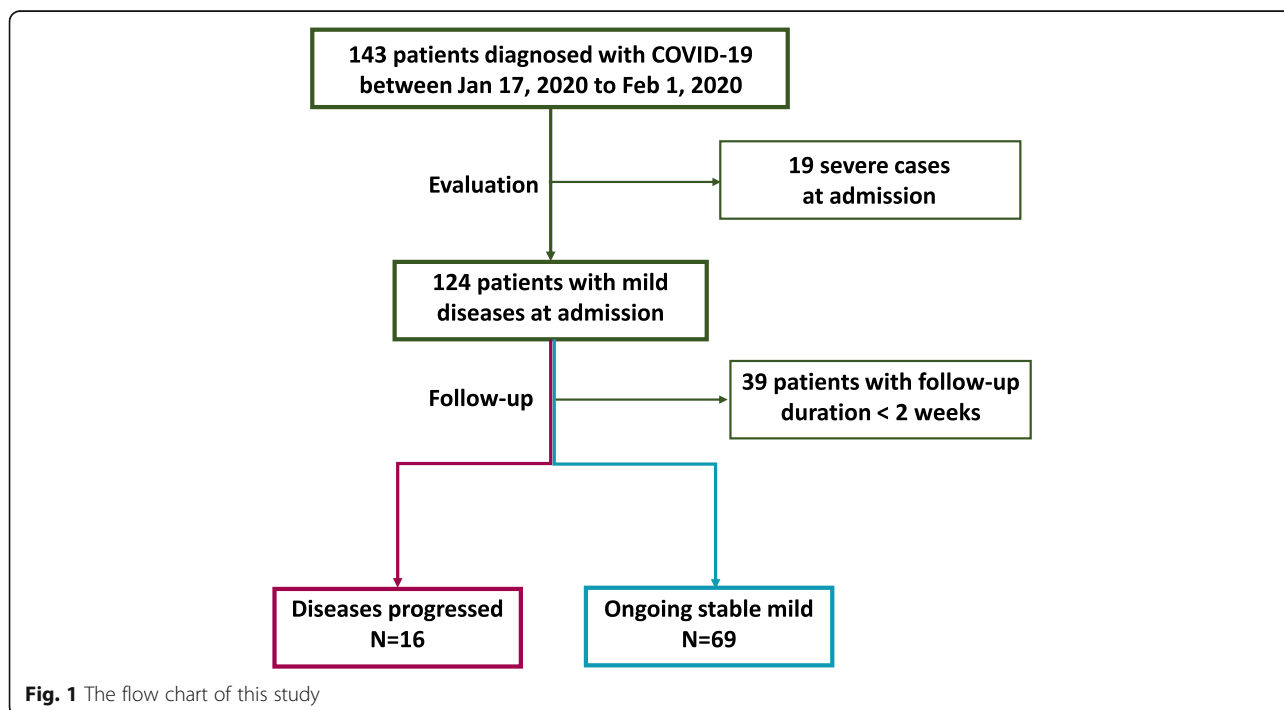 143 patients diagnosed with COVID-19
between Jan 17, 2020 to Feb 1, 2020
Evaluation
19 severe cases
at admission
124 patients with mild
diseases at admission
Follow-up
39 patients with follow-up
duration < 2 weeks
Diseases progressed
N=16
Ongoing stable mild
N=69
Fig. 1 The flow chart of this study